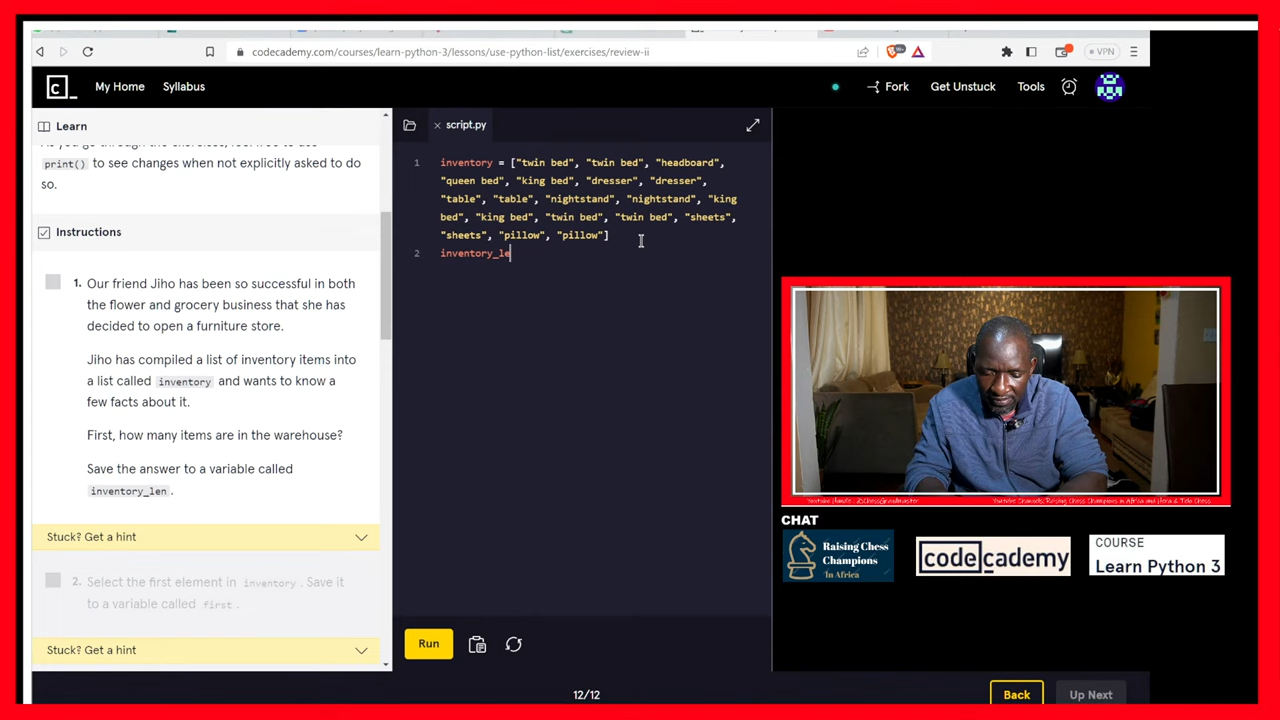 codecademy.com/courses/learn-python-3/lessons/use-python-list/exercises/review-ii
VPN
My Home
Syllabus
Fork
Get Unstuck
Tools
Learn
print() to see changes when not explicitly asked to do
so.
Instructions
1. Our friend Jiho has been so successful in both
the flower and grocery business that she has
decided to open a furniture store.
Jiho has compiled a list of inventory items into
a list called inventory and wants to know a
few facts about it.
First, how many items are in the warehouse?
Save the answer to a variable called
inventory_len.
Stuck? Get a hint
2. Select the first element in inventory. Save it
to a variable called first.
Stuck? Get a hint
script.py
1 inventory = ["twin bed", "twin bed", "headboard",
"queen bed", "king bed", "dresser", "dresser",
"table", "table", "nightstand", "nightstand", "king
bed", "king bed", "twin bed", "twin bed", "sheets",
"sheets", "pillow", "pillow"]
2 inventory_le
Run
12/12
Back
Up Next
CHAT
Raising Chess
Champions
In Africa
codecademy
COURSE
Learn Python 3